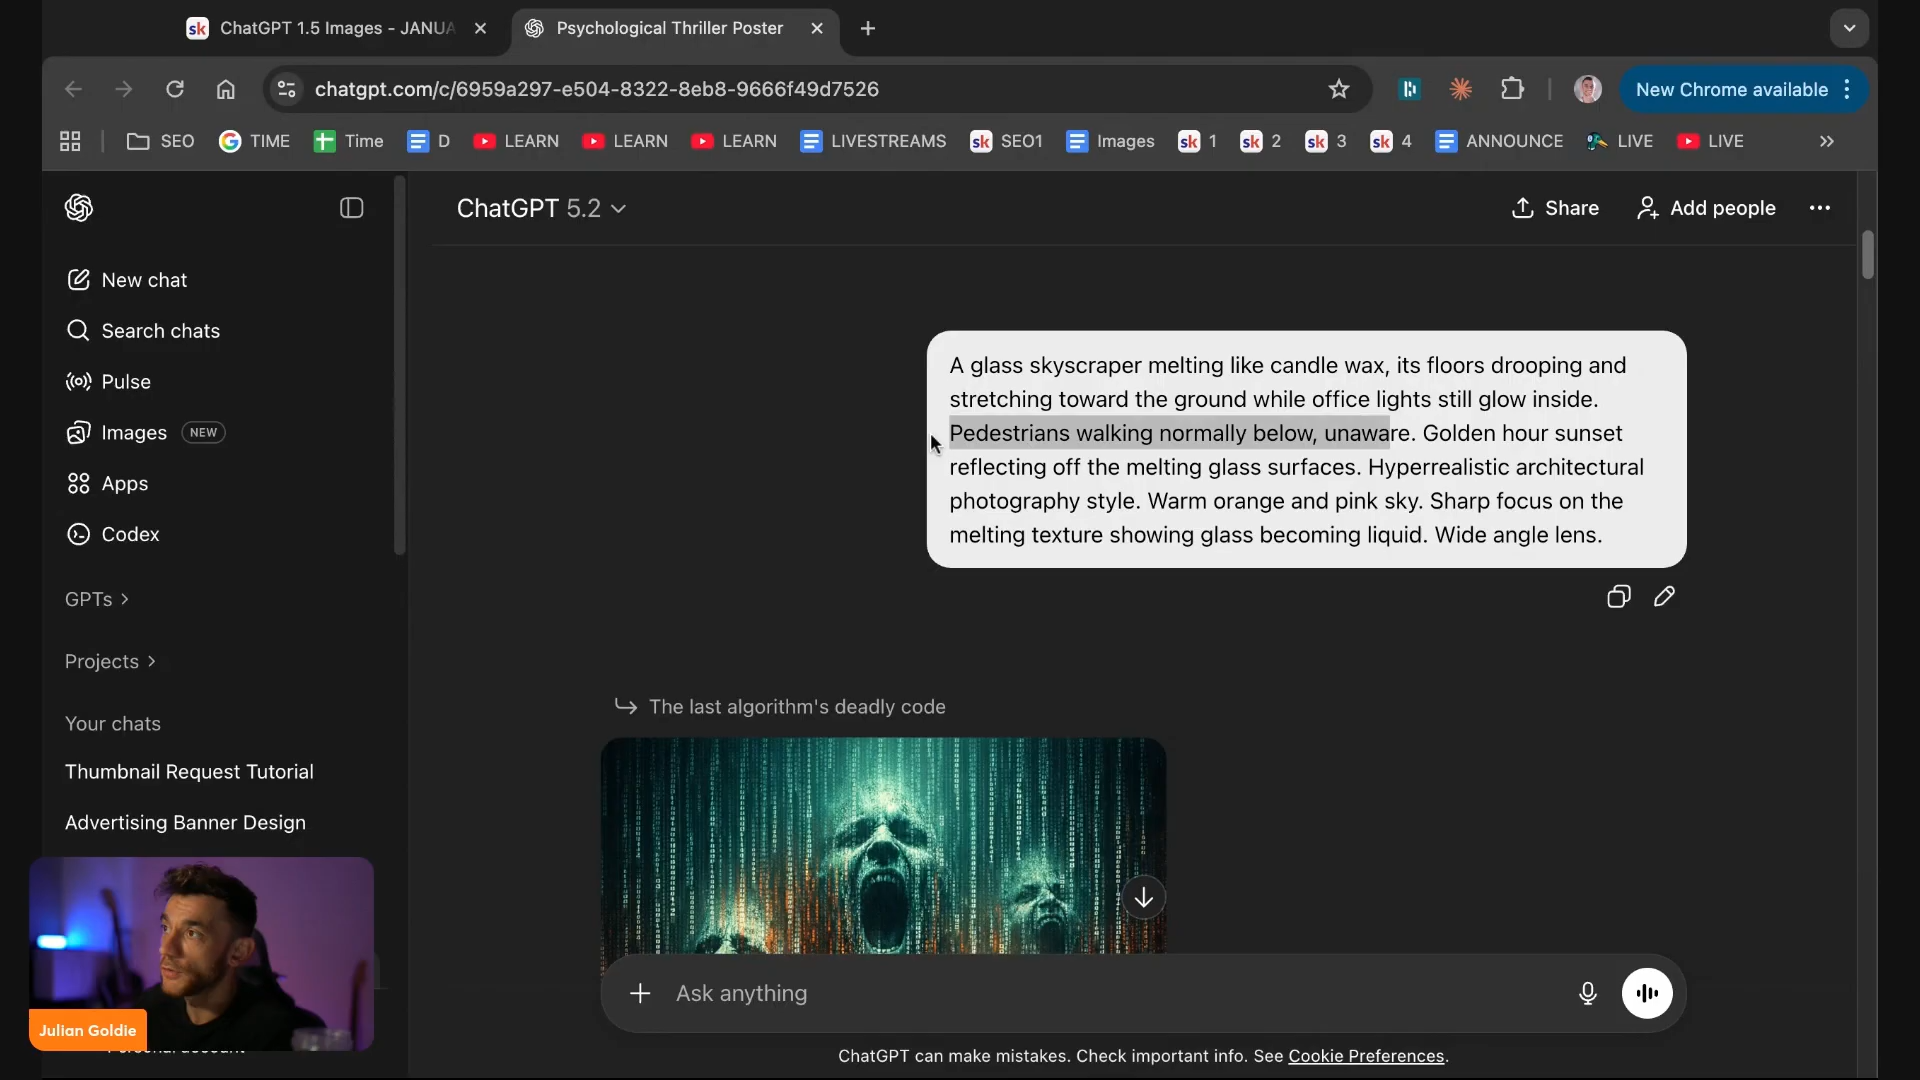 sk ChatGPT 1.5 Images - JANUA
Psychological Thriller Poster
chatgpt.com/c/6959a297-e504-8322-8eb8-9666f49d7526
New Chrome available
SEO
TIME
Time
D
LEARN
LEARN
LEARN
LIVESTREAMS
sk SEO1
Images
sk 1
sk 2
sk 3
sk 4
ANNOUNCE
LIVE
LIVE
ChatGPT 5.2
Share
Add people
New chat
Search chats
Pulse
Images NEW
Apps
Codex
GPTs
Projects
Your chats
Thumbnail Request Tutorial
Advertising Banner Design
A glass skyscraper melting like candle wax, its floors drooping and
stretching toward the ground while office lights still glow inside.
Pedestrians walking normally below, unaware. Golden hour sunset
reflecting off the melting glass surfaces. Hyperrealistic architectural
photography style. Warm orange and pink sky. Sharp focus on the
melting texture showing glass becoming liquid. Wide angle lens.
The last algorithm's deadly code
Ask anything
Julian Goldie
ChatGPT can make mistakes. Check important info. See Cookie Preferences.